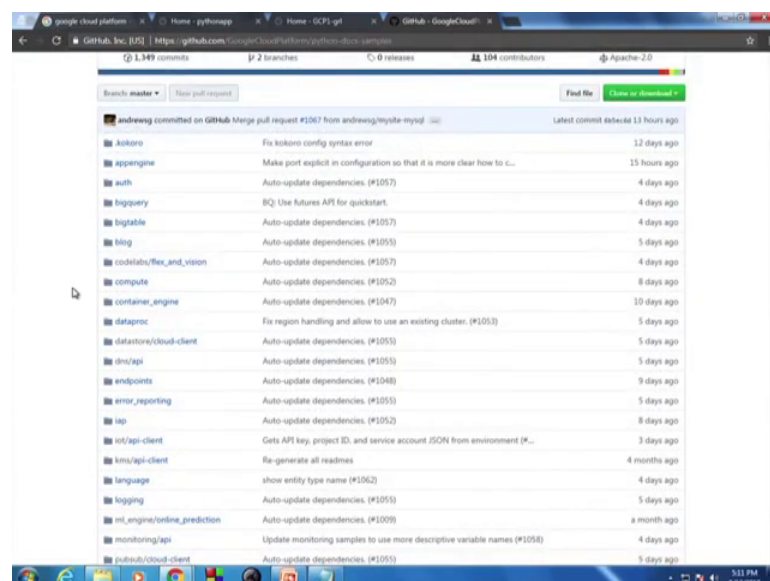 google cloud platform
Home - pythonapp
Home - GCP1-grl
GitHub - GoogleCloudPl
GitHub, Inc. [US] | https://github.com/GoogleCloudPlatform/python-docs-samples
1,349 commits 2 branches 0 releases 104 contributors Apache-2.0
Branch: master New pull request Find file Clone or download
andrewsg committed on GitHub Merge pull request #1067 from andrewsg/mysite-mysql ... Latest commit 13 hours ago
.kokoro Fix kokoro config syntax error 12 days ago
appengine Make port explicit in configuration so that it is more clear how to c... 15 hours ago
auth Auto-update dependencies. (#1057) 4 days ago
bigquery BQ: Use futures API for quickstart. 4 days ago
bigtable Auto-update dependencies. (#1057) 4 days ago
blog Auto-update dependencies. (#1055) 5 days ago
codelabs/flex_and_vision Auto-update dependencies. (#1057) 4 days ago
compute Auto-update dependencies. (#1052) 8 days ago
container_engine Auto-update dependencies. (#1047) 10 days ago
dataproc Fix region handling and allow to use an existing cluster. (#1053) 5 days ago
datastore/cloud-client Auto-update dependencies. (#1055) 5 days ago
dns/api Auto-update dependencies. (#1055) 5 days ago
endpoints Auto-update dependencies. (#1048) 9 days ago
error_reporting Auto-update dependencies. (#1055) 5 days ago
iap Auto-update dependencies. (#1052) 8 days ago
iot/api-client Gets API key, project ID, and service account JSON from environment (#... 3 days ago
kms/api-client Re-generate all readmes 4 months ago
language show entity type name (#1062) 4 days ago
logging Auto-update dependencies. (#1055) 5 days ago
ml_engine/online_prediction Auto-update dependencies. (#1009) a month ago
monitoring/api Update monitoring samples to use more descriptive variable names (#1058) 4 days ago
pubsub/cloud-client Auto-update dependencies. (#1055) 5 days ago
5:11 PM